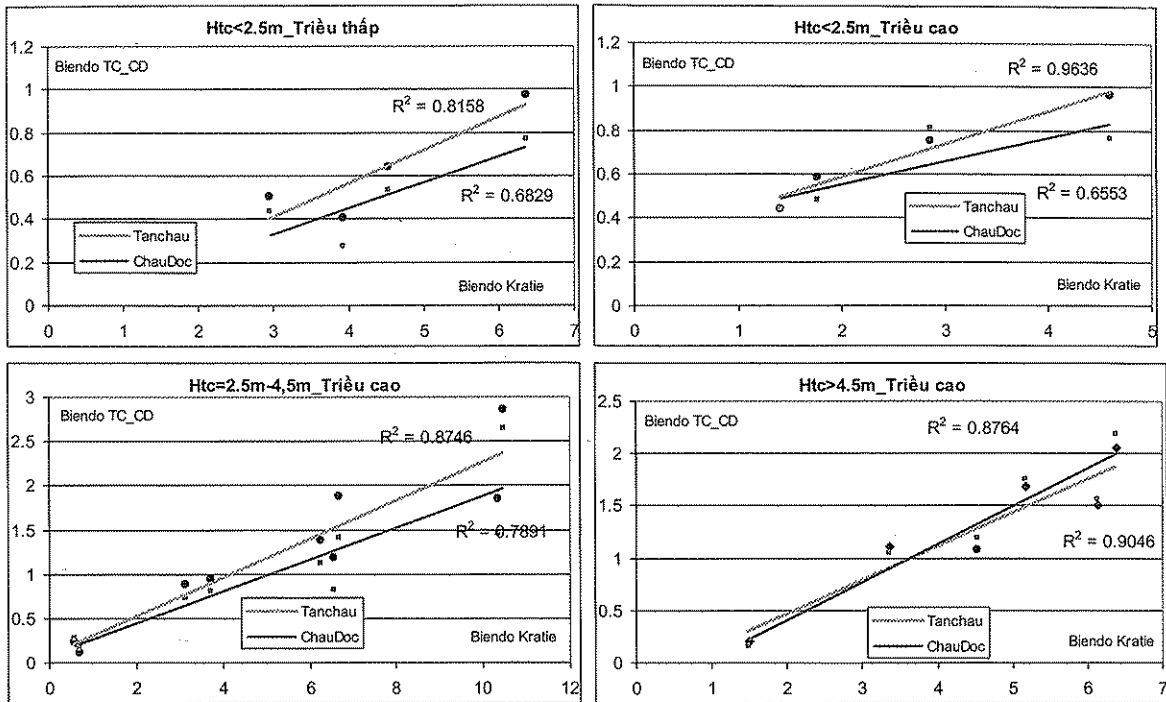 Htc<2.5m_Triều thấp
1.2
Biendo TC_CD
1
R² = 0.8158
0.8
0.6
R² = 0.6829
0.4
Tanchau
0.2
ChauDoc
Biendo Kratie
0
0 1 2 3 4 5 6 7
Htc<2.5m_Triều cao
1.2
Biendo TC_CD
R² = 0.9636
1
0.8
0.6
R² = 0.6553
0.4
Tanchau
ChauDoc
0.2
Biendo Kratie
0
0 1 2 3 4 5
Htc=2.5m-4,5m_Triều cao
3
Biendo TC_CD
2.5
R² = 0.8746
2
1.5
R² = 0.7891
1
0.5
Tanchau
ChauDoc
Biendo Kratie
0
0 2 4 6 8 10 12
Htc>4.5m_Triều cao
2.5
Biendo TC_CD
R² = 0.8764
2
1.5
R² = 0.9046
1
0.5
Tanchau
ChauDoc
Biendo Kratie
0
0 1 2 3 4 5 6 7